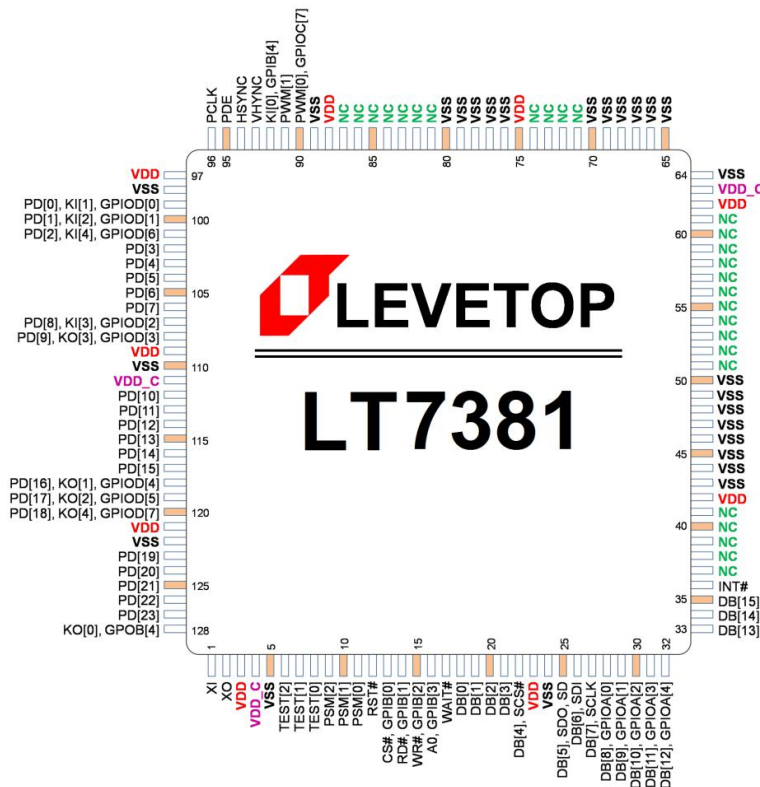 PCLK
PDE
HSYNC
VHYNC
KI[0], GPIB[4]
PWM[1]
PWM[0], GPIOC[7]
VSS
VDD
NC
NC
NC
NC
NC
NC
NC
VSS
VSS
VSS
VSS
VSS
VDD
NC
NC
NC
NC
VSS
VSS
VSS
VSS
VSS
VSS
96
95
90
85
80
75
70
65
VDD
VSS
PD[0], KI[1], GPIOD[0]
PD[1], KI[2], GPIOD[1]
PD[2], KI[4], GPIOD[6]
PD[3]
PD[4]
PD[5]
PD[6]
PD[7]
PD[8], KI[3], GPIOD[2]
PD[9], KO[3], GPIOD[3]
VDD
VSS
VDD_C
PD[10]
PD[11]
PD[12]
PD[13]
PD[14]
PD[15]
PD[16], KO[1], GPIOD[4]
PD[17], KO[2], GPIOD[5]
PD[18], KO[4], GPIOD[7]
VDD
VSS
PD[19]
PD[20]
PD[21]
PD[22]
PD[23]
KO[0], GPOB[4]
97
100
105
110
115
120
125
128
LEVETOP
LT7381
64
60
55
50
45
40
35
33
VSS
VDD_C
VDD
NC
NC
NC
NC
NC
NC
NC
NC
NC
NC
NC
VSS
VSS
VSS
VSS
VSS
VSS
VSS
VSS
VDD
NC
NC
NC
NC
NC
INT#
DB[15]
DB[14]
DB[13]
1
5
10
15
20
25
30
32
XI
XO
VDD
VDD_C
VSS
TEST[2]
TEST[1]
TEST[0]
PSM[2]
PSM[1]
PSM[0]
RST#
CS#, GPIB[0]
RD#, GPIB[1]
WR#, GPIB[2]
A0, GPIB[3]
WAIT#
DB[0]
DB[1]
DB[2]
DB[3]
DB[4], SCS#
VDD
VSS
DB[5], SDO, SD
DB[6], SDI
DB[7], SCLK
DB[8], GPIOA[0]
DB[9], GPIOA[1]
DB[10], GPIOA[2]
DB[11], GPIOA[3]
DB[12], GPIOA[4]